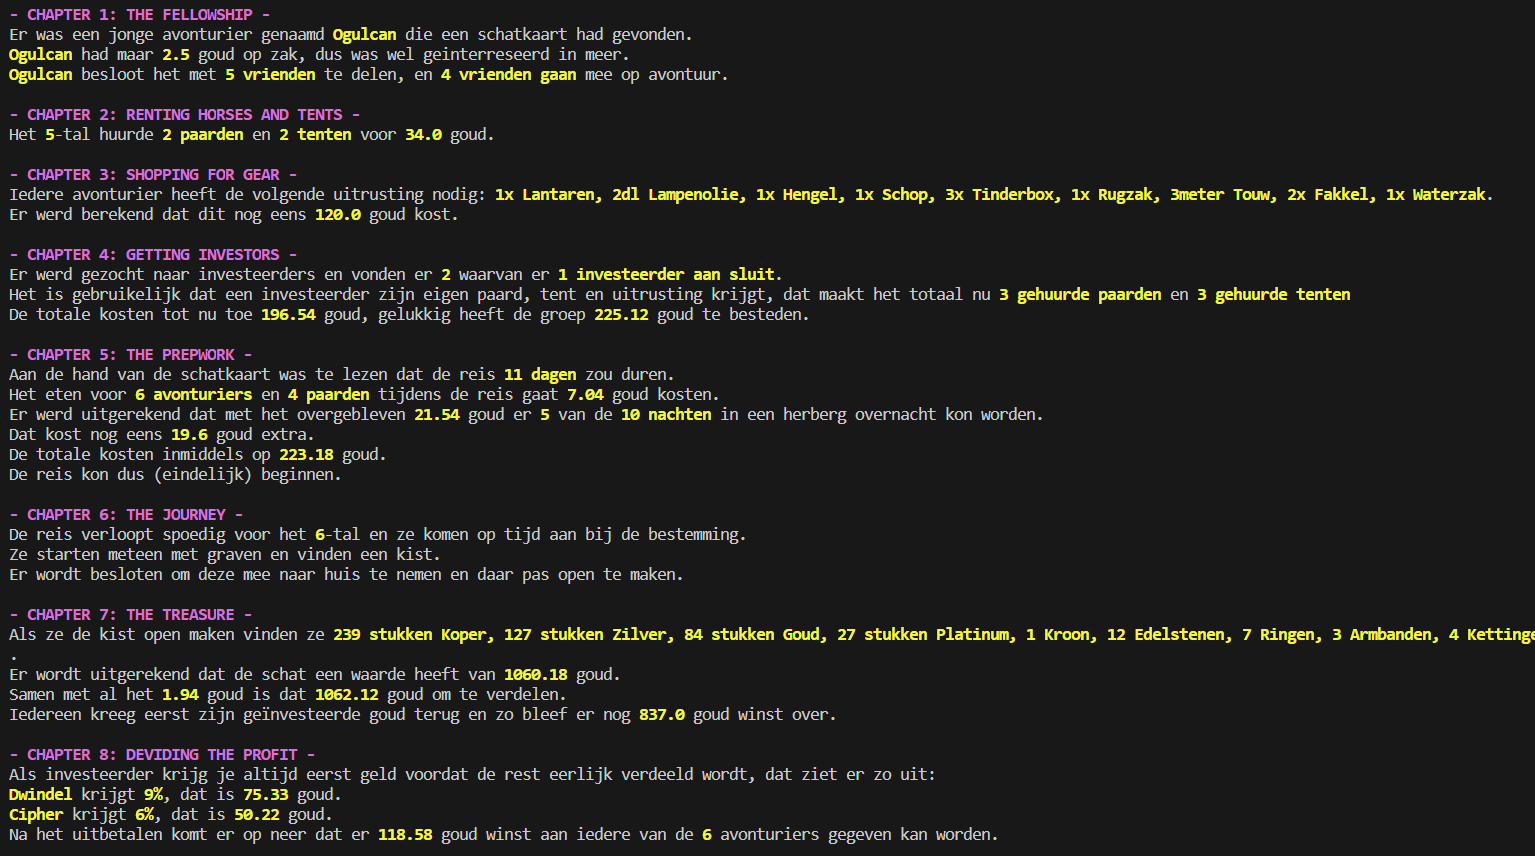 - CHAPTER 1: THE FELLOWSHIP -
Er was een jonge avonturier genaamd Ogulcan die een schatkaart had gevonden.
Ogulcan had maar 2.5 goud op zak, dus was wel geinterreseerd in meer.
Ogulcan besloot het met 5 vrienden te delen, en 4 vrienden gaan mee op avontuur.
- CHAPTER 2: RENTING HORSES AND TENTS -
Het 5-tal huurde 2 paarden en 2 tenten voor 34.0 goud.
- CHAPTER 3: SHOPPING FOR GEAR -
Iedere avonturier heeft de volgende uitrusting nodig: 1x Lantaren, 2dl Lampenolie, 1x Hengel, 1x Schop, 3x Tinderbox, 1x Rugzak, 3meter Touw, 2x Fakkel, 1x Waterzak.
Er werd berekend dat dit nog eens 120.0 goud kost.
- CHAPTER 4: GETTING INVESTORS -
Er werd gezocht naar investeerders en vonden er 2 waarvan er 1 investeerder aan sluit.
Het is gebruikelijk dat een investeerder zijn eigen paard, tent en uitrusting krijgt, dat maakt het totaal nu 3 gehuurde paarden en 3 gehuurde tenten
De totale kosten tot nu toe 196.54 goud, gelukkig heeft de groep 225.12 goud te besteden.
- CHAPTER 5: THE PREPWORK -
Aan de hand van de schatkaart was te lezen dat de reis 11 dagen zou duren.
Het eten voor 6 avonturiers en 4 paarden tijdens de reis gaat 7.04 goud kosten.
Er werd uitgerekend dat met het overgebleven 21.54 goud er 5 van de 10 nachten in een herberg overnacht kon worden.
Dat kost nog eens 19.6 goud extra.
De totale kosten inmiddels op 223.18 goud.
De reis kon dus (eindelijk) beginnen.
- CHAPTER 6: THE JOURNEY -
De reis verloopt spoedig voor het 6-tal en ze komen op tijd aan bij de bestemming.
Ze starten meteen met graven en vinden een kist.
Er wordt besloten om deze mee naar huis te nemen en daar pas open te maken.
- CHAPTER 7: THE TREASURE -
Als ze de kist open maken vinden ze 239 stukken Koper, 127 stukken Zilver, 84 stukken Goud, 27 stukken Platinum, 1 Kroon, 12 Edelstenen, 7 Ringen, 3 Armbanden, 4 Kettinge
.
Er wordt uitgerekend dat de schat een waarde heeft van 1060.18 goud.
Samen met al het 1.94 goud is dat 1062.12 goud om te verdelen.
Iedereen kreeg eerst zijn geïnvesteerde goud terug en zo bleef er nog 837.0 goud winst over.
- CHAPTER 8: DEVIDING THE PROFIT -
Als investeerder krijg je altijd eerst geld voordat de rest eerlijk verdeeld wordt, dat ziet er zo uit:
Dwindel krijgt 9%, dat is 75.33 goud.
Cipher krijgt 6%, dat is 50.22 goud.
Na het uitbetalen komt er op neer dat er 118.58 goud winst aan iedere van de 6 avonturiers gegeven kan worden.